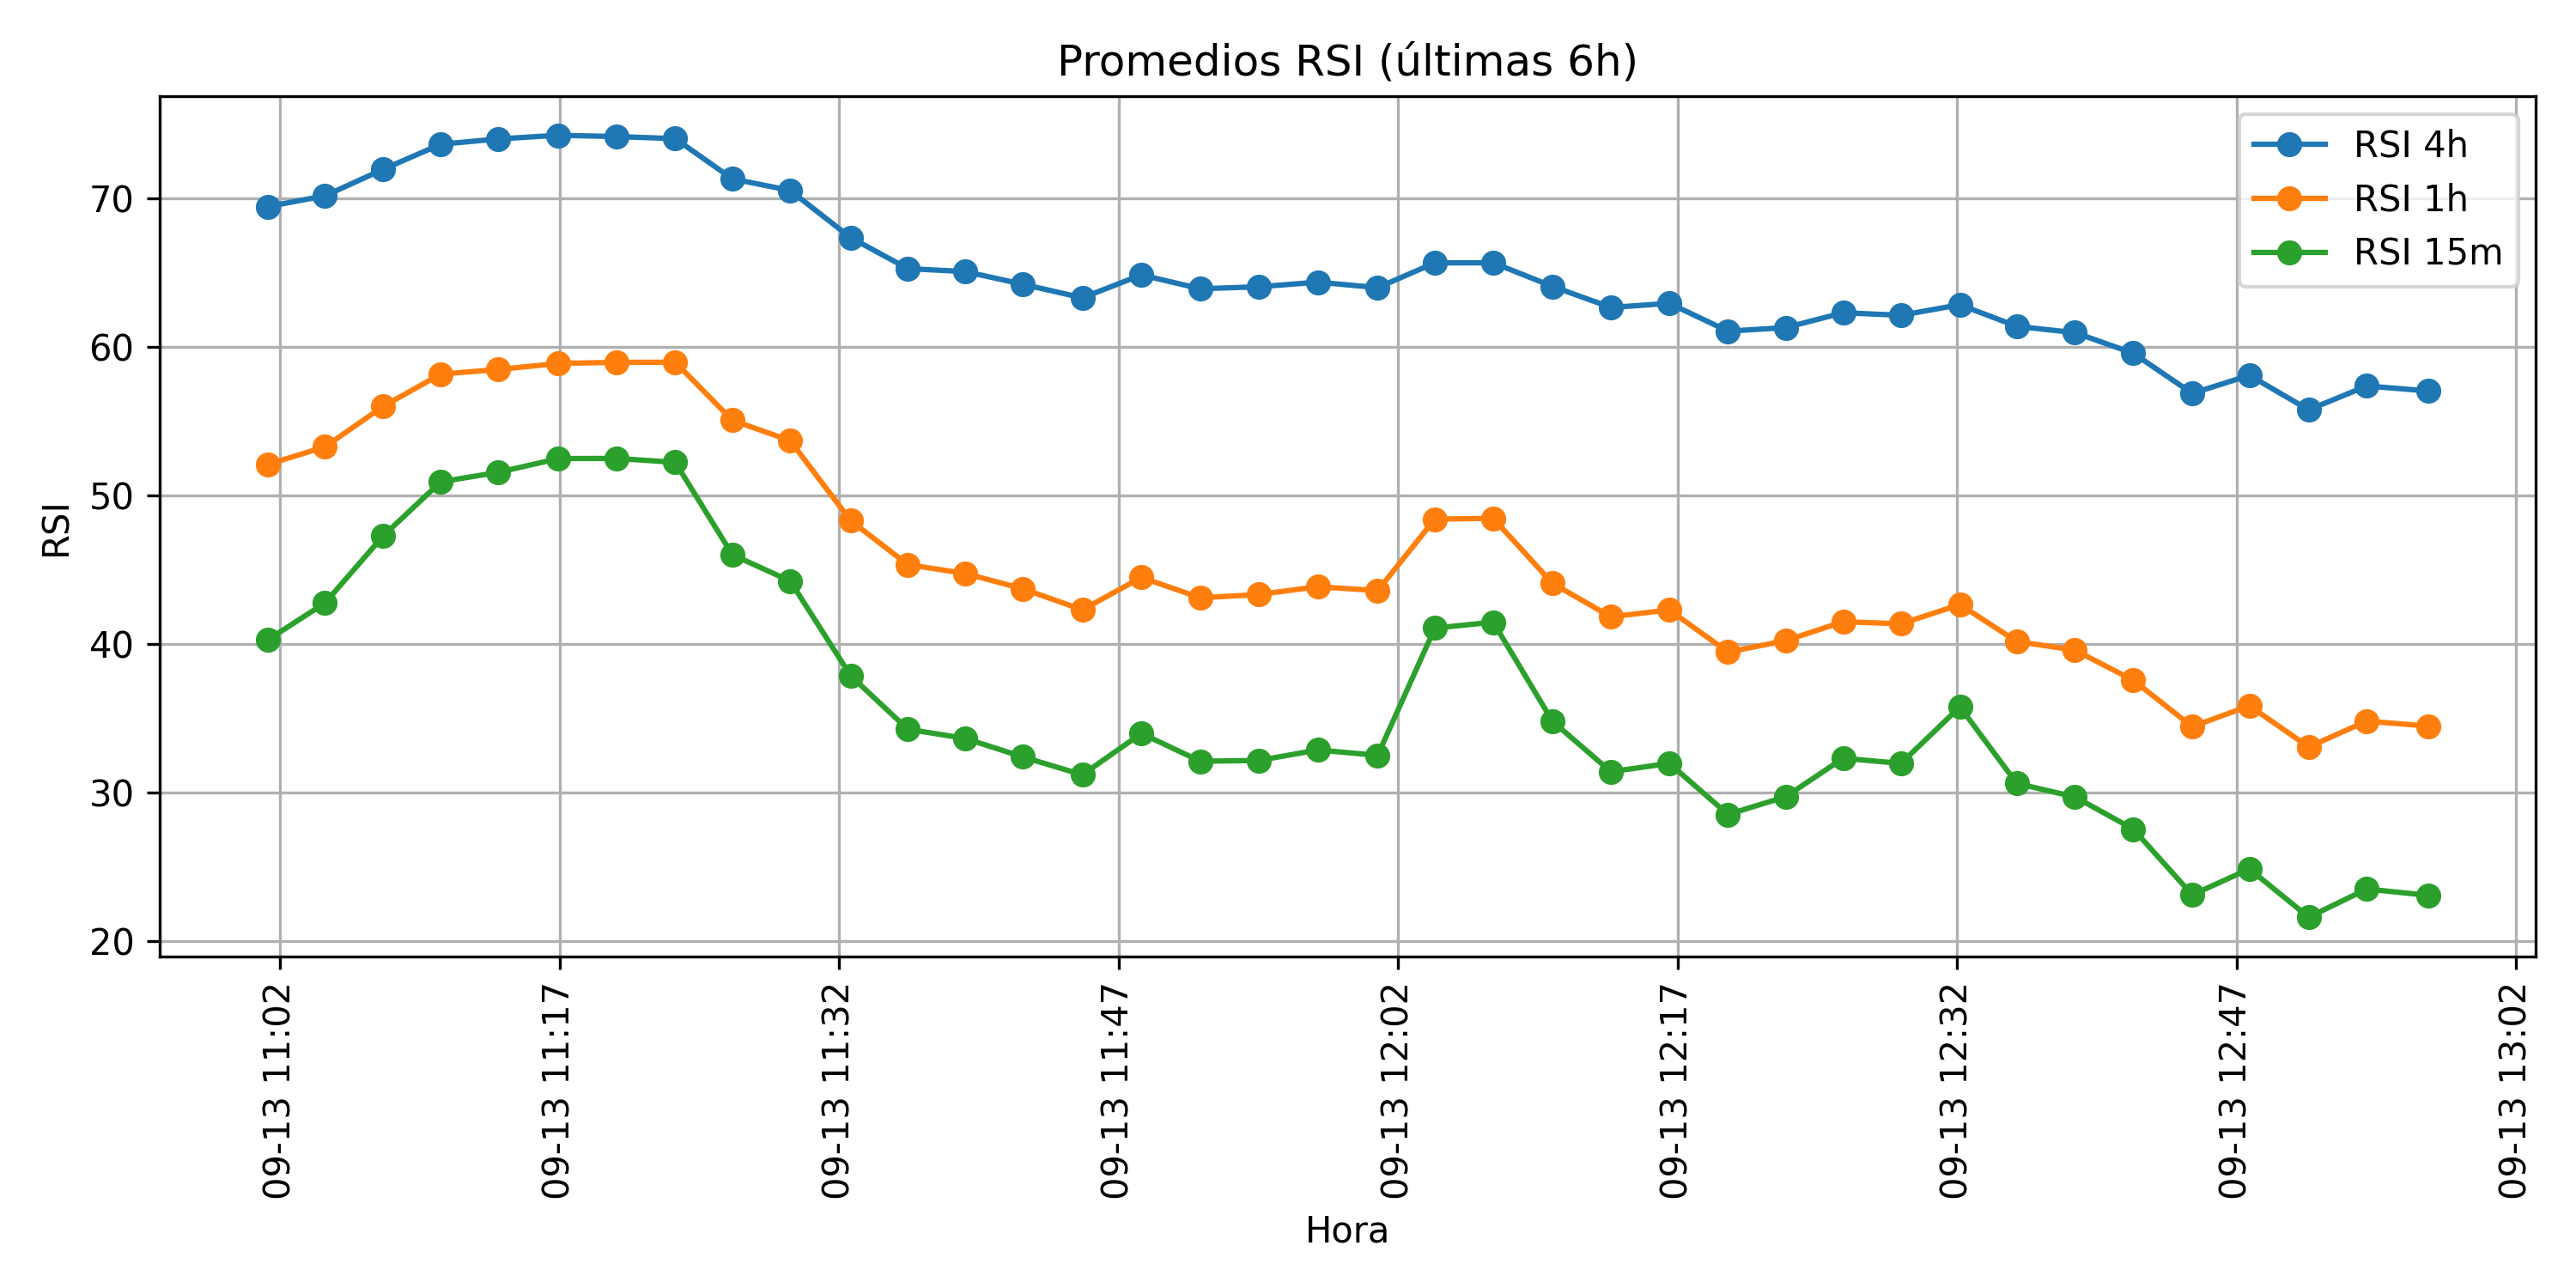 Promedios RSI (últimas 6h)
RSI 4h
RSI 1h
RSI 15m
RSI
70
60
50
40
30
20
09-13 11:02
09-13 11:17
09-13 11:32
09-13 11:47
09-13 12:02
09-13 12:17
09-13 12:32
09-13 12:47
09-13 13:02
Hora